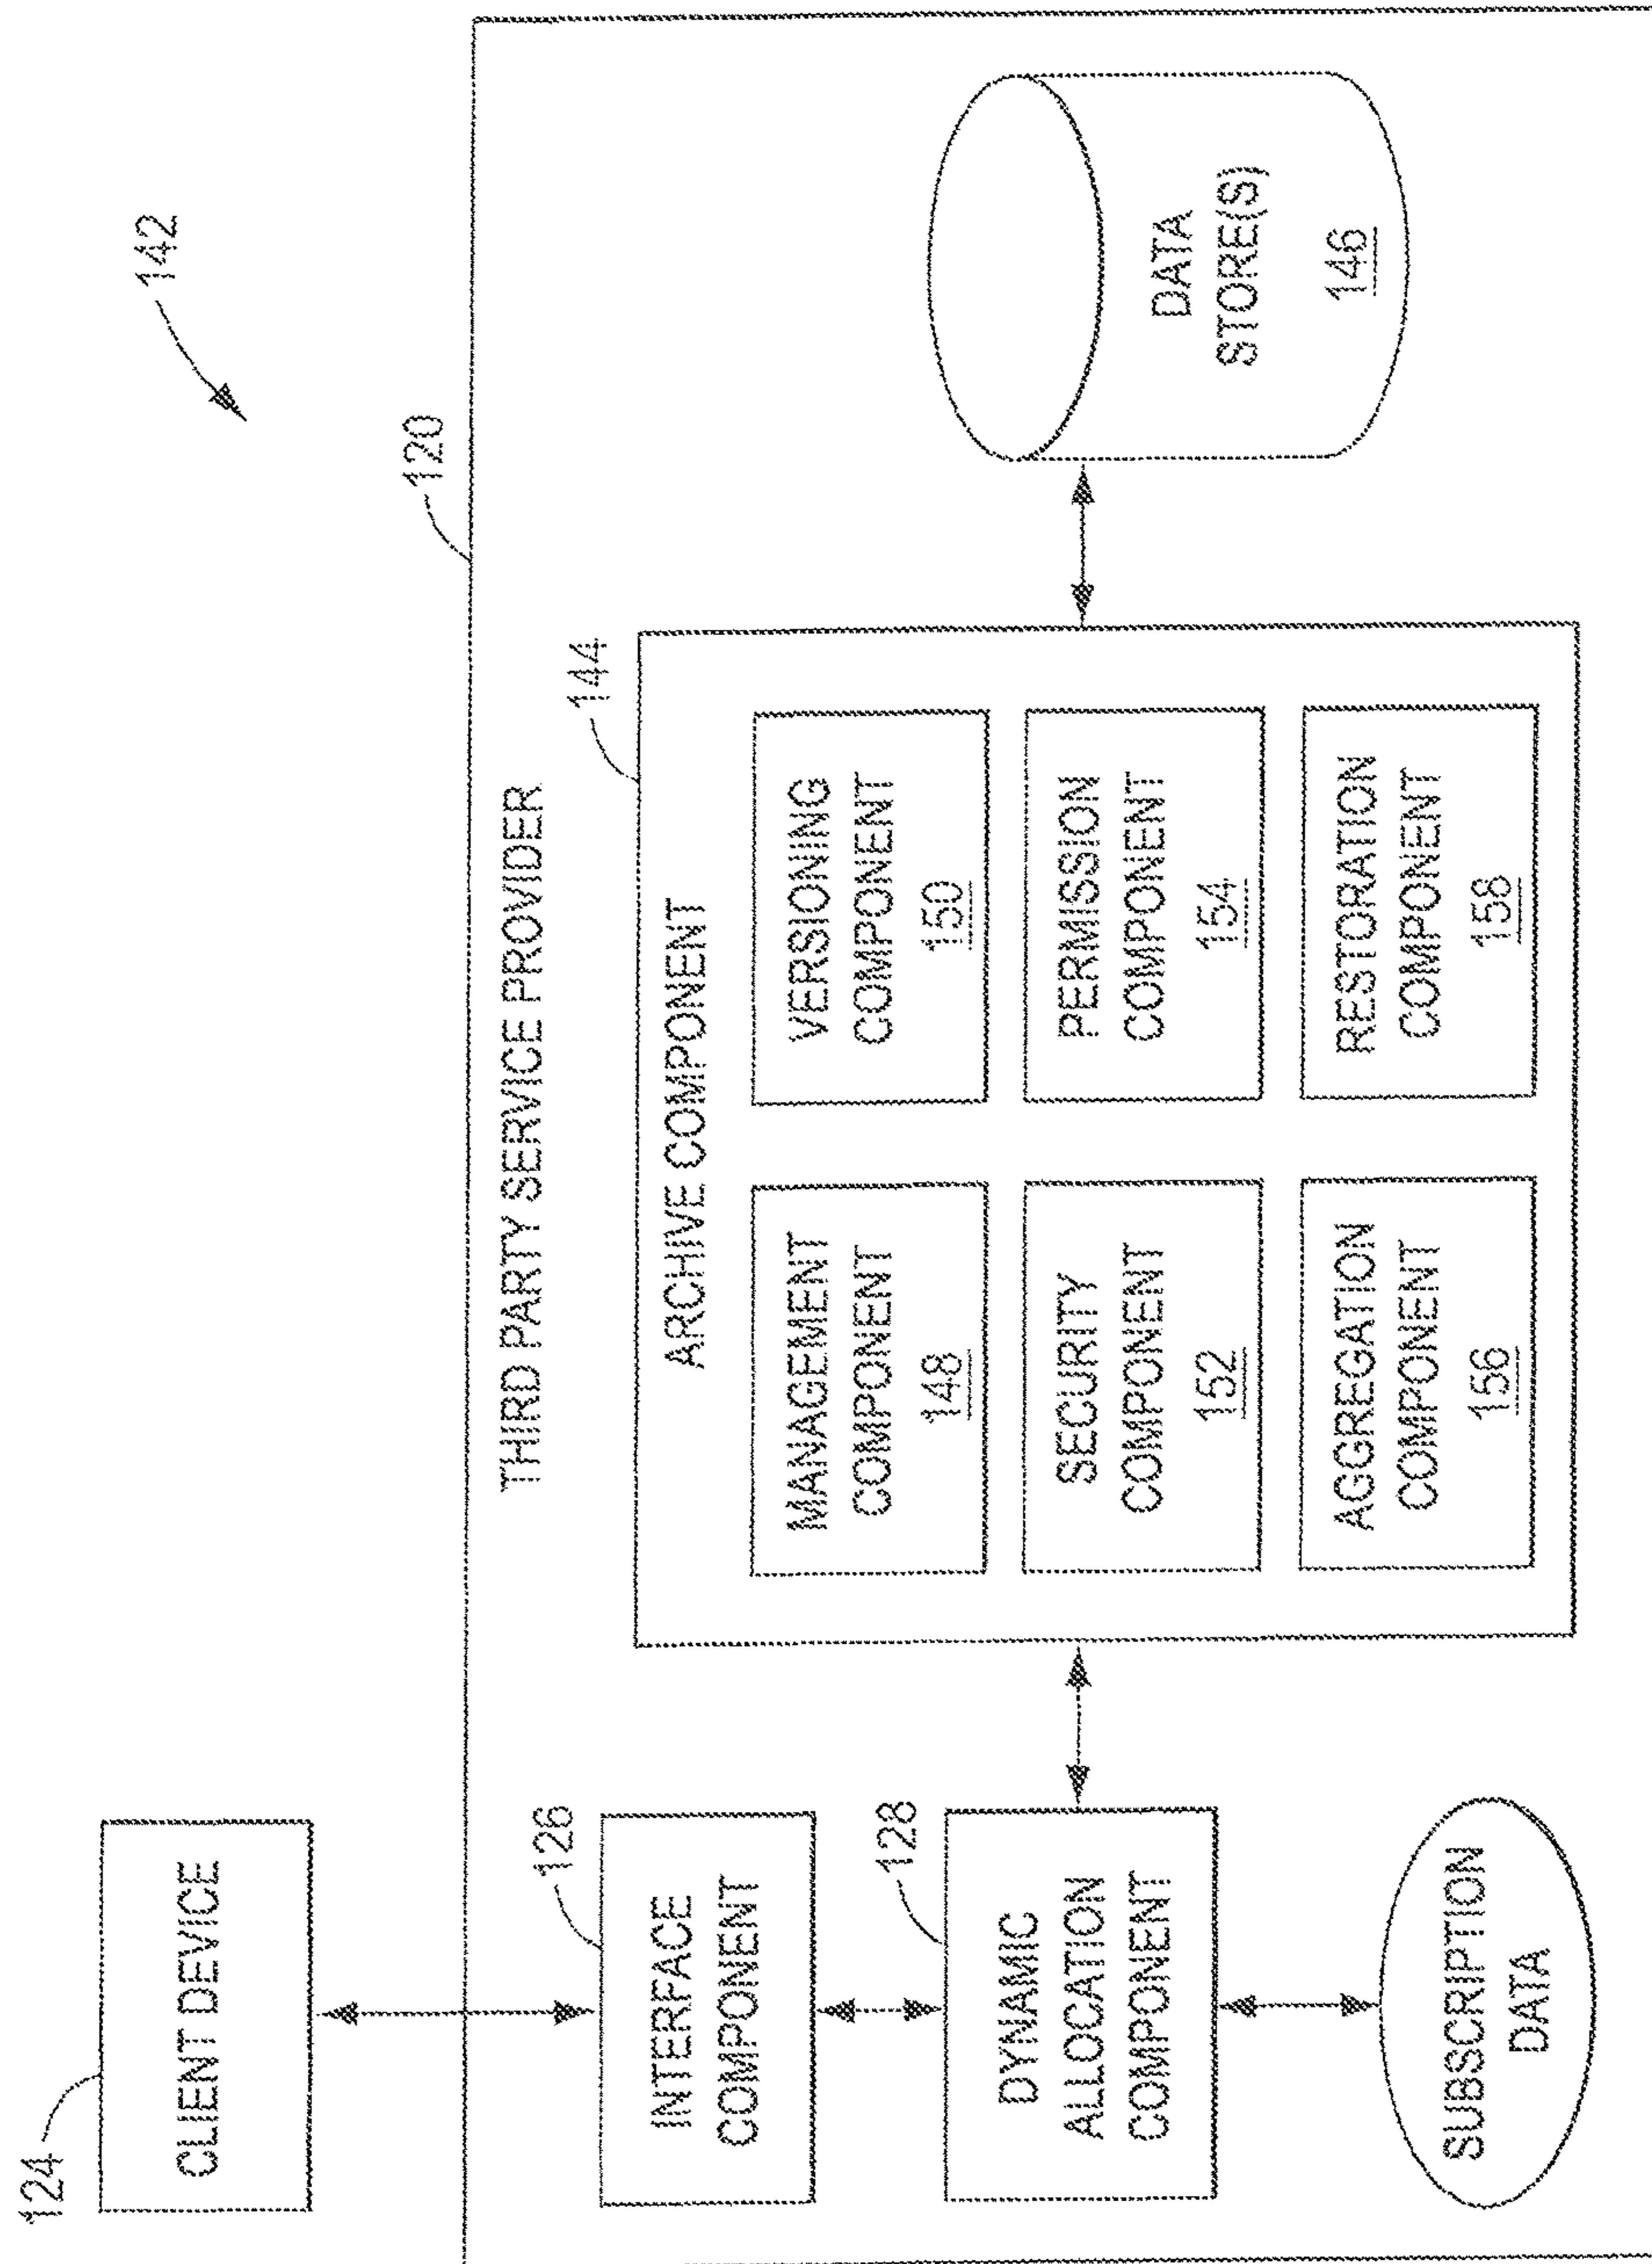 142
124
CLIENT DEVICE
120
THIRD PARTY SERVICE PROVIDER
126
INTERFACE
COMPONENT
144
ARCHIVE COMPONENT
MANAGEMENT
COMPONENT
148
VERSIONING
COMPONENT
150
128
DYNAMIC
ALLOCATION
COMPONENT
SECURITY
COMPONENT
152
PERMISSION
COMPONENT
154
DATA
STORE(S)
146
AGGREGATION
COMPONENT
156
RESTORATION
COMPONENT
158
SUBSCRIPTION
DATA